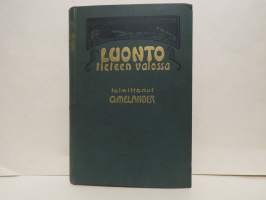 LUONTO
tieteen valossa
toimittanut
G.MELANDER